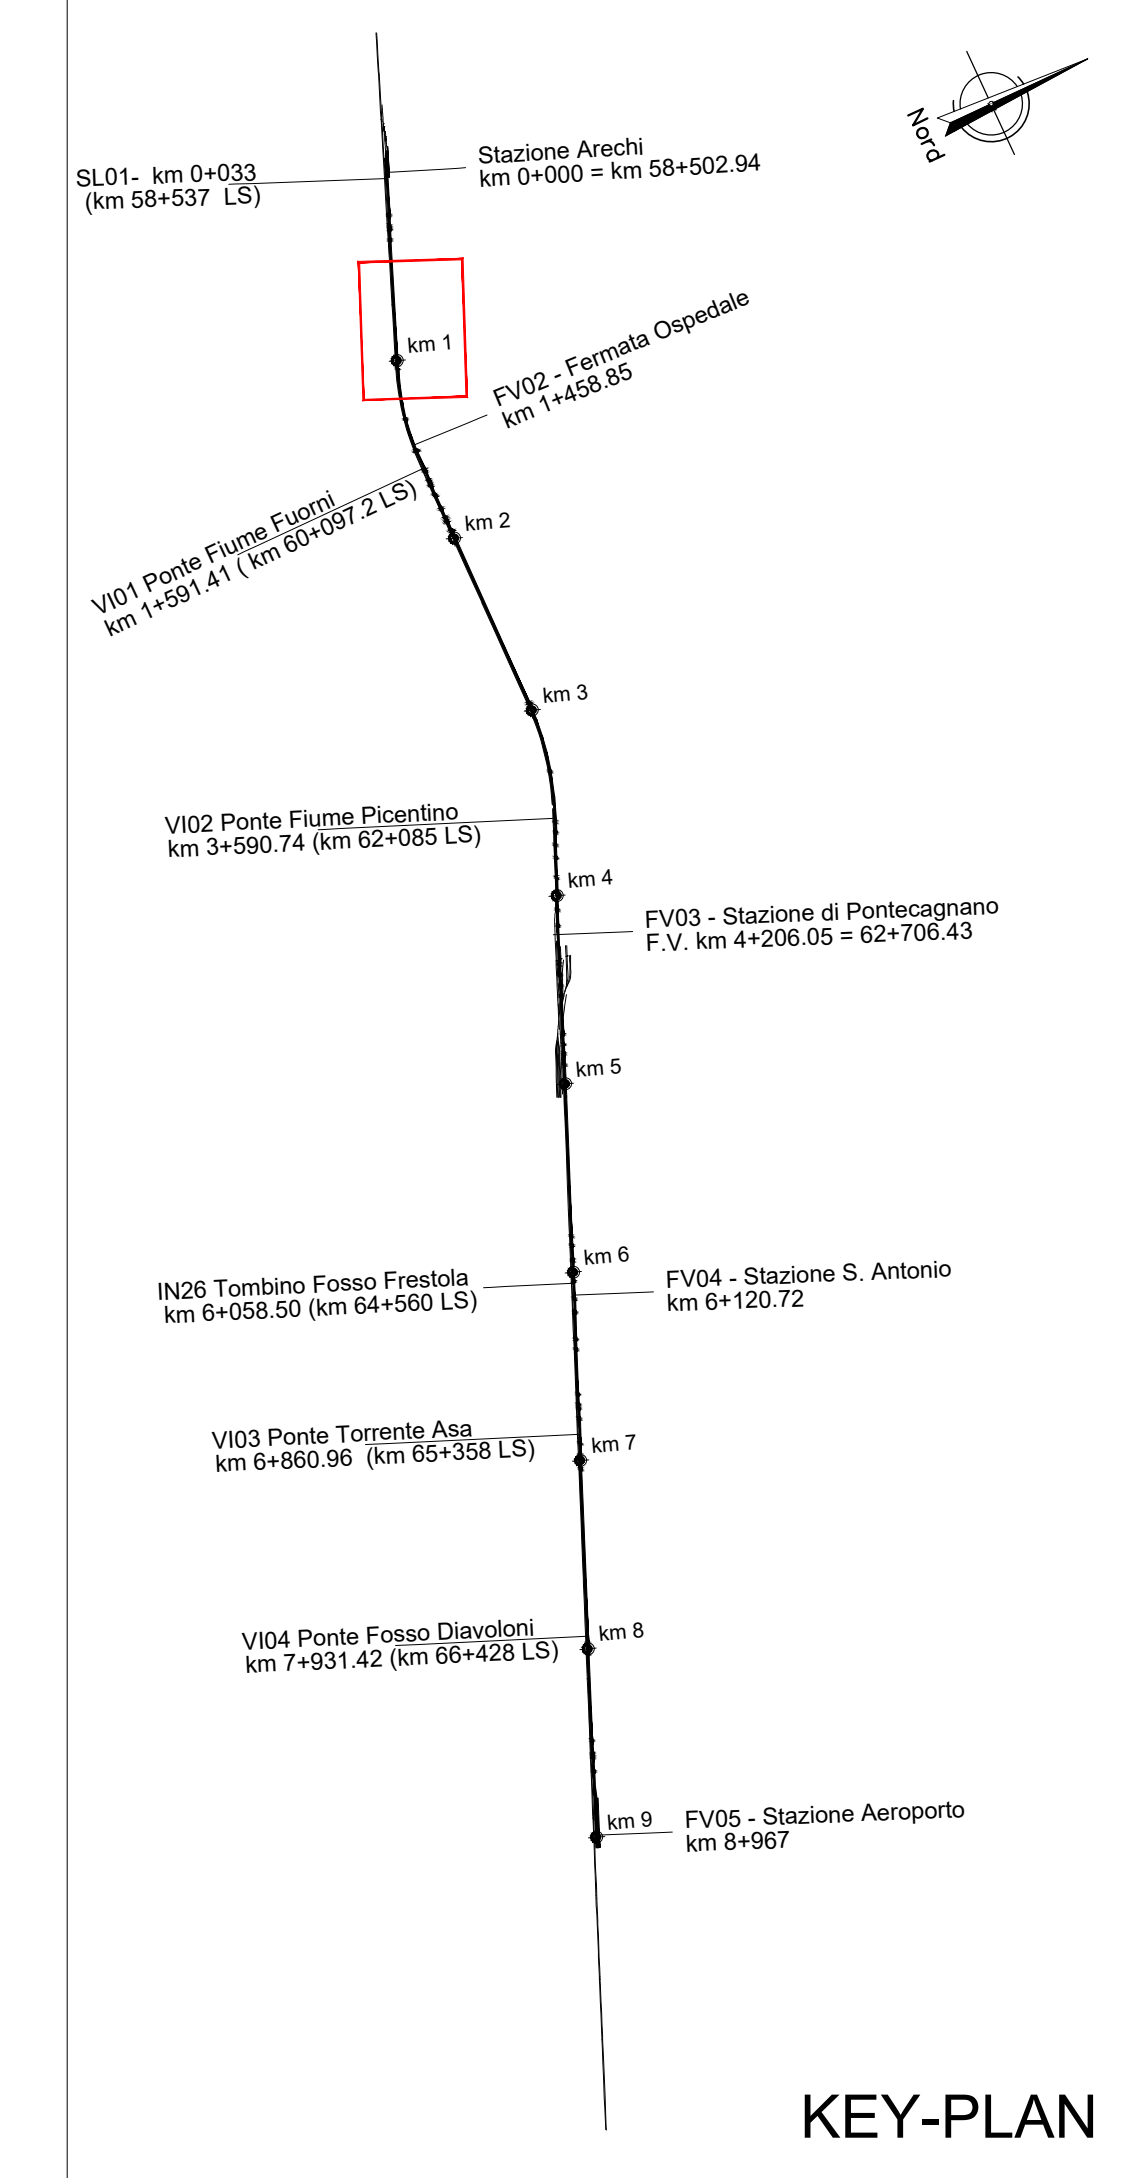 Nord
SL01-  km 0+033
(km 58+537  LS)
Stazione Arechi
km 0+000 = km 58+502.94
km 1
FV02 - Fermata Ospedale
km 1+458.85
VI01 Ponte Fiume Fuorni
km 1+591.41 ( km 60+097.2 LS)
km 2
km 3
VI02 Ponte Fiume Picentino
km 3+590.74 (km 62+085 LS)
km 4
FV03 - Stazione di Pontecagnano
F.V. km 4+206.05 = 62+706.43
km 5
km 6
IN26 Tombino Fosso Frestola
km 6+058.50 (km 64+560 LS)
FV04 - Stazione S. Antonio
km 6+120.72
VI03 Ponte Torrente Asa
km 6+860.96  (km 65+358 LS)
km 7
VI04 Ponte Fosso Diavoloni
km 7+931.42 (km 66+428 LS)
km 8
km 9
FV05 - Stazione Aeroporto
km 8+967
KEY-PLAN